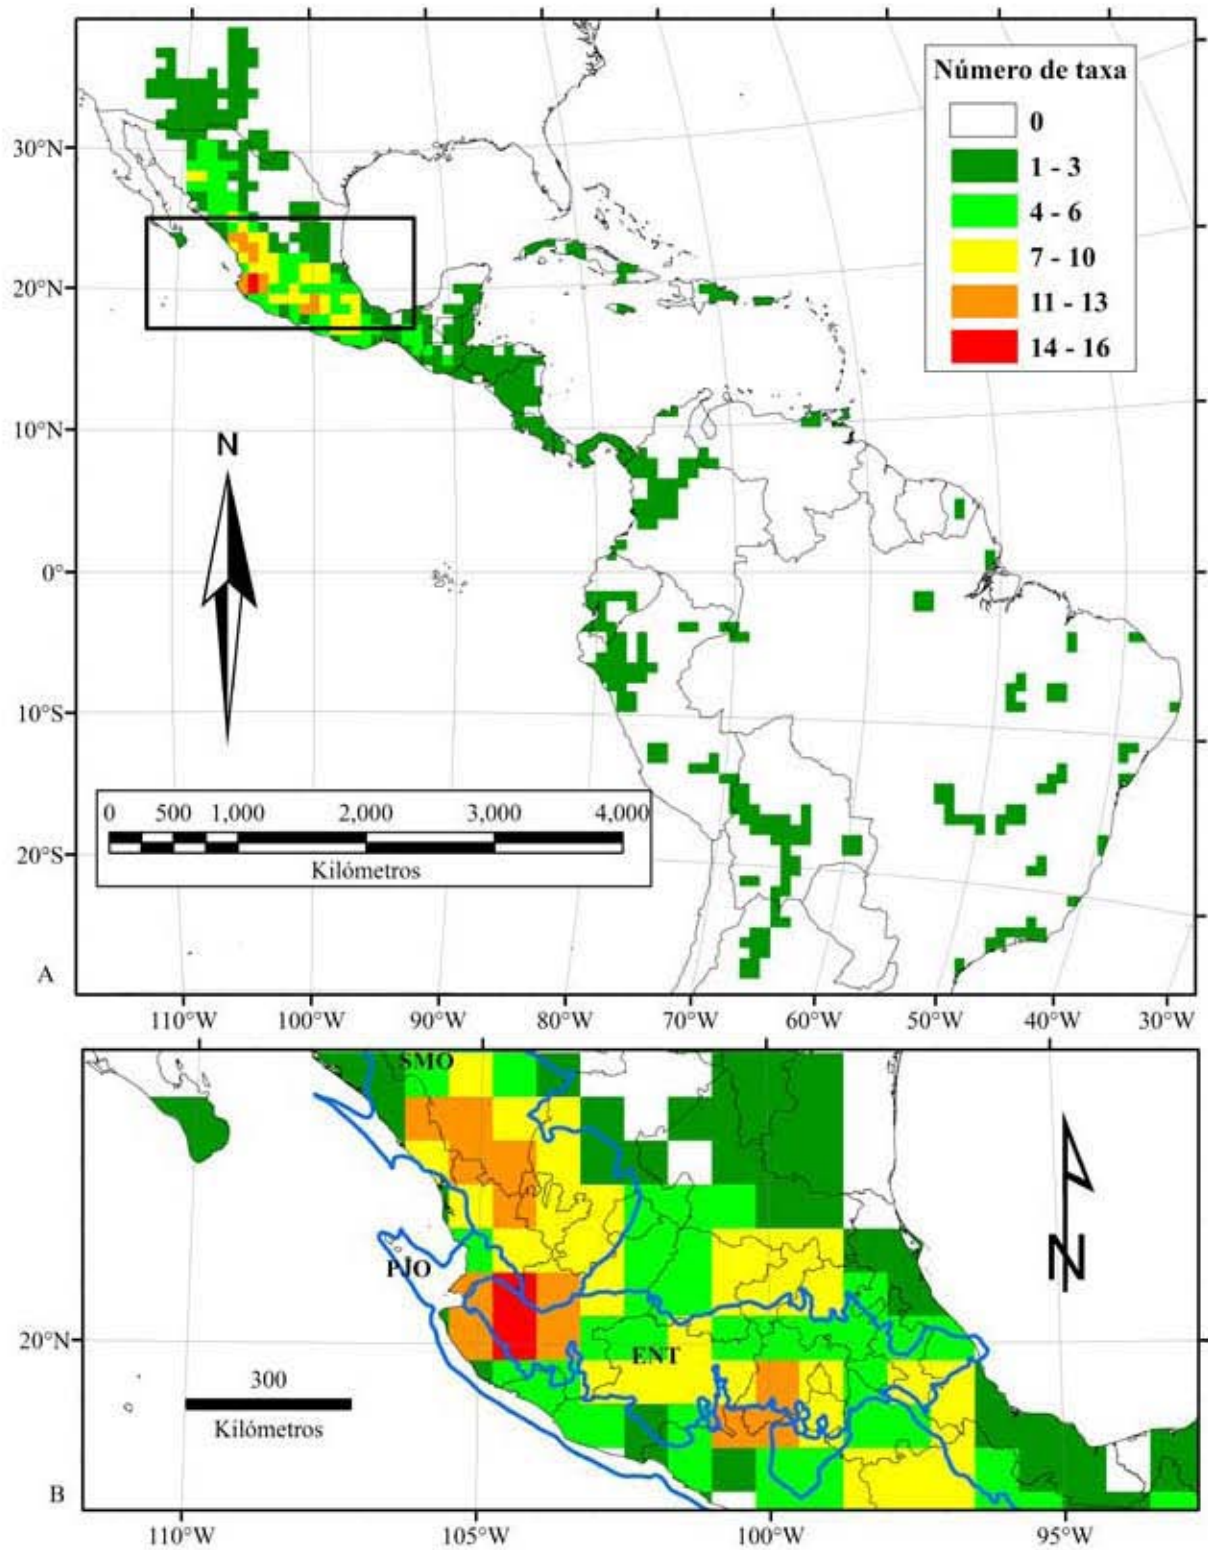 Número de taxa
0
1 - 3
4 - 6
7 - 10
11 - 13
14 - 16
30°N
20°N
10°N
0°
10°S
20°S
N
0 500 1,000 2,000 3,000 4,000
Kilómetros
A
110°W 100°W 90°W 80°W 70°W 60°W 50°W 40°W 30°W
SMO
PJO
ENT
N
20°N
300
Kilómetros
B
110°W 105°W 100°W 95°W